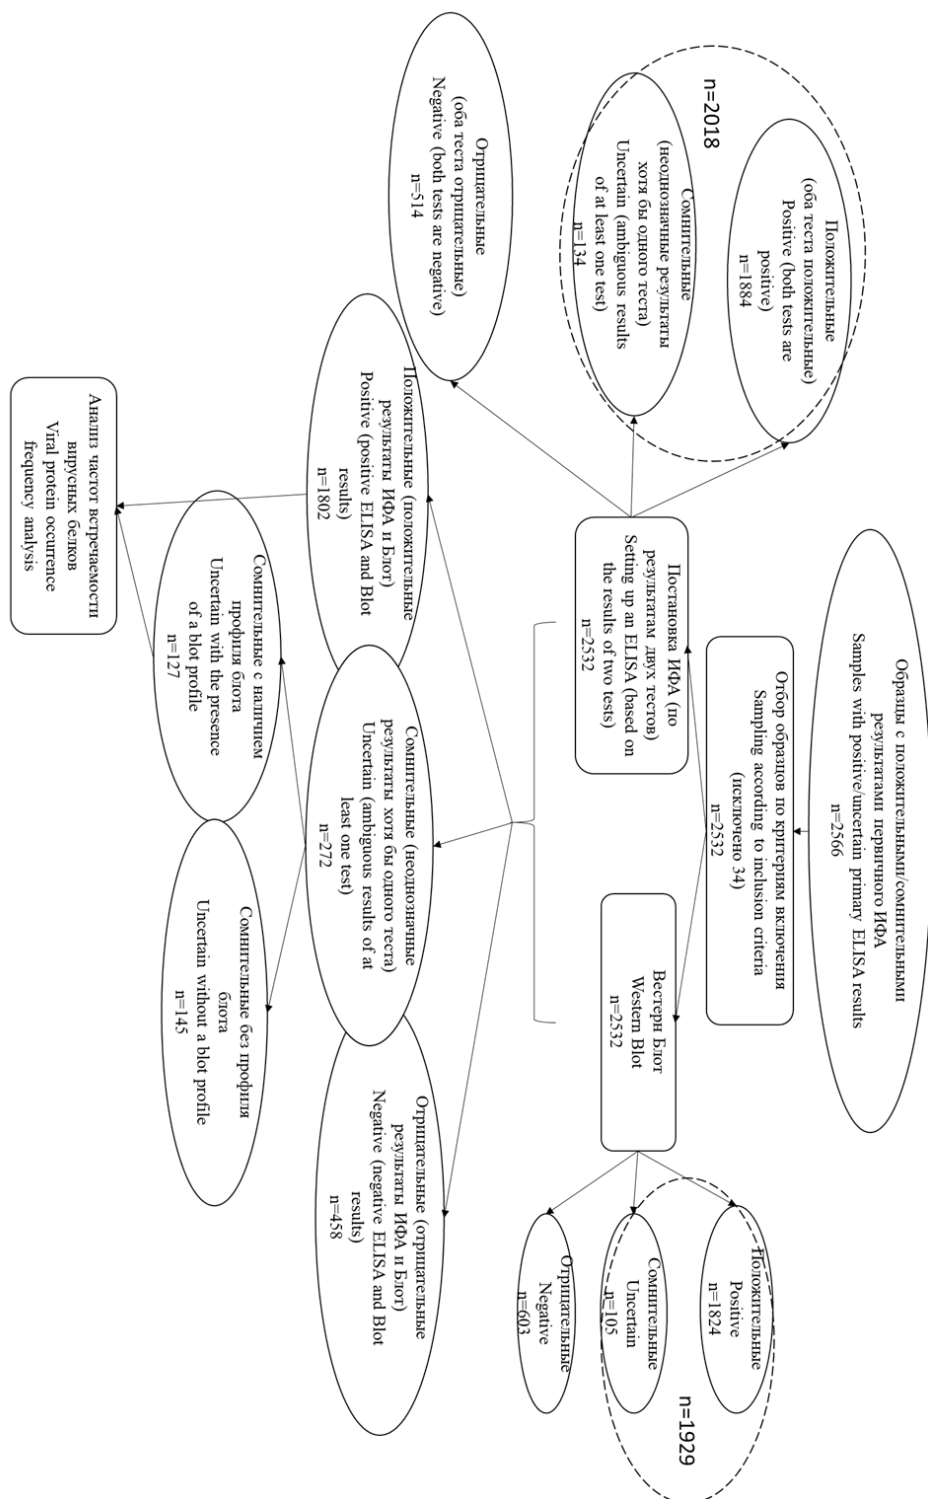 Образцы с положительными/сомнительными
результатами первичного ИФА
Samples with positive/uncertain primary ELISA results
n=2566
Отбор образцов по критериям включения
Sampling according to inclusion criteria
(исключено 34)
n=2532
Постановка ИФА (по
результатам двух тестов)
Setting up an ELISA (based on
the results of two tests)
n=2532
Вестерн Блот
Western Blot
n=2532
n=2018
Положительные
(оба теста положительные)
Positive (both tests are
positive)
n=1884
Сомнительные
(неоднозначные результаты
хотя бы одного теста)
Uncertain (ambiguous results
of at least one test)
n=134
Отрицательные
(оба теста отрицательные)
Negative (both tests are negative)
n=514
Положительные
Positive
n=1824
Сомнительные
Uncertain
n=105
Отрицательные
Negative
n=603
n=1929
Положительные (положительные
результаты ИФА и Блот)
Positive (positive ELISA and Blot
results)
n=1802
Сомнительные (неоднозначные
результаты хотя бы одного теста)
Uncertain (ambiguous results of at
least one test)
n=272
Отрицательные (отрицательные
результаты ИФА и Блот)
Negative (negative ELISA and Blot
results)
n=458
Сомнительные с наличием
профиля блота
Uncertain with the presence
of a blot profile
n=127
Сомнительные без профиля
блота
Uncertain without a blot profile
n=145
Анализ частот встречаемости
вирусных белков
Viral protein occurrence
frequency analysis